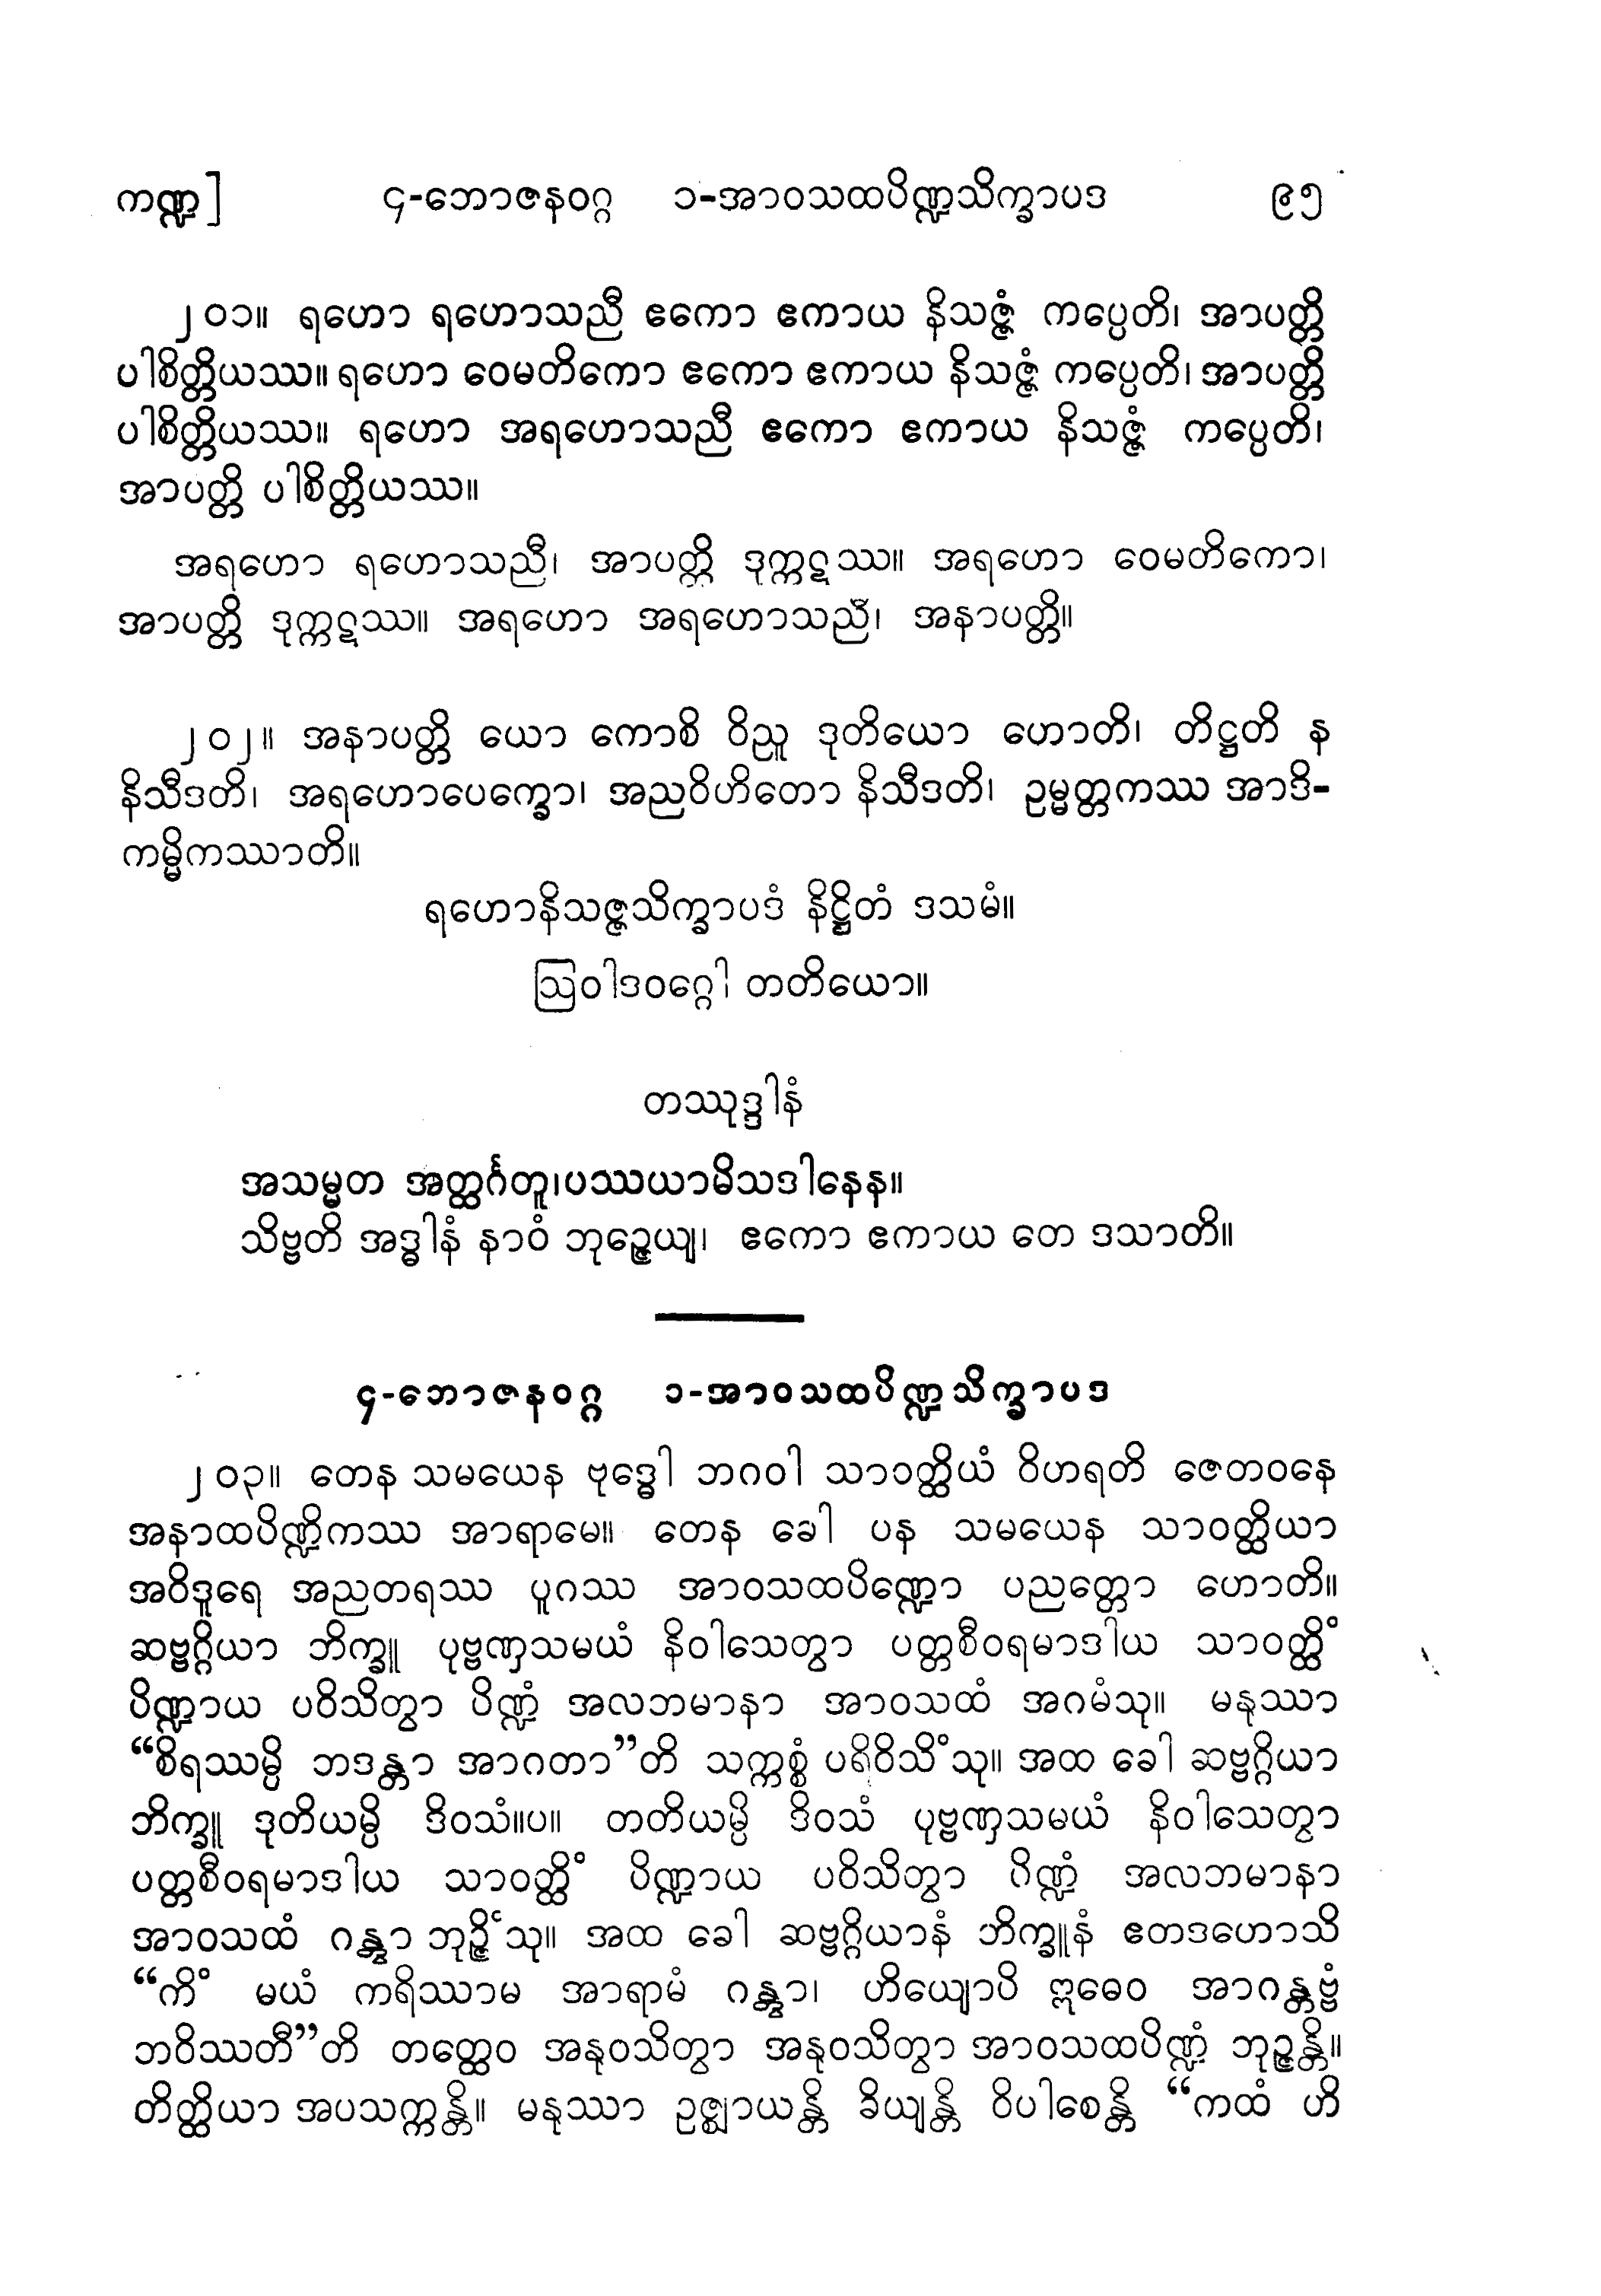 ကဏ္ဍ] ၄-ဘောဇနဝဂ္ဂ ၁-အာဝသထပိဏ္ဍသိက္ခာပဒ ၉၅
၂၀၁။ ရဟော ရဟောသညီ ဧကော ဧကာယ နိသဇ္ဇံ ကပ္ပေတိ၊ အာပတ္တိ
ပါစိတ္တိယဿ။ ရဟော ဝေမတိကော ဧကော ဧကာယ နိသဇ္ဇံ ကပ္ပေတိ၊ အာပတ္တိ
ပါစိတ္တိယဿ။ ရဟော အရဟောသညီ ဧကော ဧကာယ နိသဇ္ဇံ ကပ္ပေတိ၊
အာပတ္တိ ပါစိတ္တိယဿ။
အရဟော ရဟောသညီ၊ အာပတ္တိ ဒုက္ကဋဿ။ အရဟော ဝေမတိကော၊
အာပတ္တိ ဒုက္ကဋဿ။ အရဟော အရဟောသညီ၊ အနာပတ္တိ။
၂၀၂။ အနာပတ္တိ ယော ကောစိ ဝိညူ ဒုတိယော ဟောတိ၊ တိဋ္ဌတိ န
နိသီဒတိ၊ အရဟောပေက္ခော၊ အညဝိဟိတော နိသီဒတိ၊ ဥမ္မတ္တကဿ အာဒိ-
ကမ္မိကဿာတိ။
ရဟောနိသဇ္ဇသိက္ခာပဒံ နိဋ္ဌိတံ ဒသမံ။
ဩဝါဒဝဂ္ဂေါ တတိယော။
တဿုဒ္ဒါနံ
အသမ္မတ အတ္ထင်္ဂတူ၊ပဿယာမိသဒါနေန။
သိဗ္ဗတိ အဒ္ဓါနံ နာဝံ ဘုဉ္ဇေယျ၊ ဧကော ဧကာယ တေ ဒသာတိ။
၄-ဘောဇနဝဂ္ဂ ၁-အာဝသထပိဏ္ဍသိက္ခာပဒ
၂၀၃။ တေန သမယေန ဗုဒ္ဓေါ ဘဂဝါ သာဝတ္ထိယံ ဝိဟရတိ ဇေတဝနေ
အနာထပိဏ္ဍိကဿ အာရာမေ။ တေန ခေါ ပန သမယေန သာဝတ္ထိယာ
အဝိဒူရေ အညတရဿ ပူဂဿ အာဝသထပိဏ္ဍော ပညတ္တော ဟောတိ။
ဆဗ္ဗဂ္ဂိယာ ဘိက္ခူ ပုဗ္ဗဏှသမယံ နိဝါသေတွာ ပတ္တစီဝရမာဒါယ သာဝတ္ထိံ
ပိဏ္ဍာယ ပဝိသိတွာ ပိဏ္ဍံ အလဘမာနာ အာဝသထံ အဂမံသု။ မနုဿာ
“စိရဿမ္ပိ ဘဒန္တာ အာဂတာ”တိ သက္ကစ္စံ ပရိဝိသိံသု။ အထ ခေါ ဆဗ္ဗဂ္ဂိယာ
ဘိက္ခူ ဒုတိယမ္ပိ ဒိဝသံ။ပ။ တတိယမ္ပိ ဒိဝသံ ပုဗ္ဗဏှသမယံ နိဝါသေတွာ
ပတ္တစီဝရမာဒါယ သာဝတ္ထိံ ပိဏ္ဍာယ ပဝိသိတွာ ပိဏ္ဍံ အလဘမာနာ
အာဝသထံ ဂန္တွာ ဘုဉ္ဇိံသု။ အထ ခေါ ဆဗ္ဗဂ္ဂိယာနံ ဘိက္ခူနံ ဧတဒဟောသိ
“ကိံ မယံ ကရိဿာမ အာရာမံ ဂန္တွာ၊ ဟိယျောပိ ဣဓေဝ အာဂန္တဗ္ဗံ
ဘဝိဿတီ”တိ တတ္ထေဝ အနုဝသိတွာ အနုဝသိတွာ အာဝသထပိဏ္ဍံ ဘုဉ္ဇန္တိ။
တိတ္ထိယာ အပသက္ကန္တိ။ မနုဿာ ဥဇ္ဈာယန္တိ ခိယျန္တိ ဝိပါစေန္တိ “ကထံ ဟိ